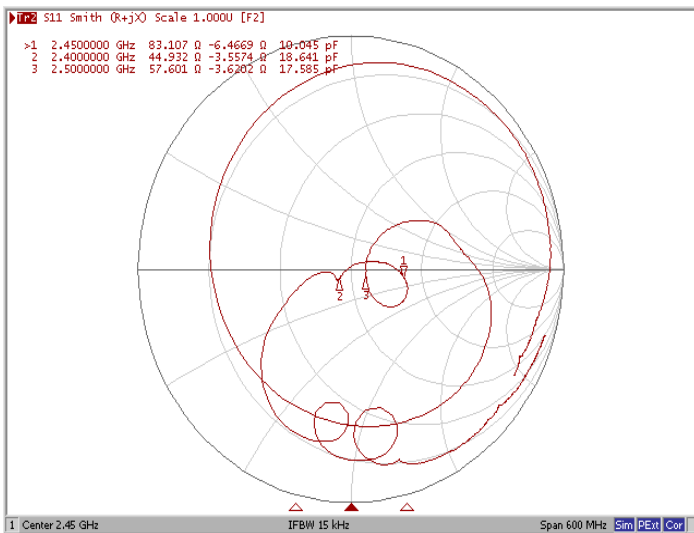 Tr2 S11 Smith (R+jX) Scale 1.000U [F2]
>1 2.4500000 GHz 83.107 Ω -6.4669 Ω 10.045 pF
2 2.4000000 GHz 44.932 Ω -3.5574 Ω 18.641 pF
3 2.5000000 GHz 57.601 Ω -3.6202 Ω 17.585 pF
1
2
3
1 Center 2.45 GHz IFBW 15 kHz Span 600 MHz Sim PExt Cor